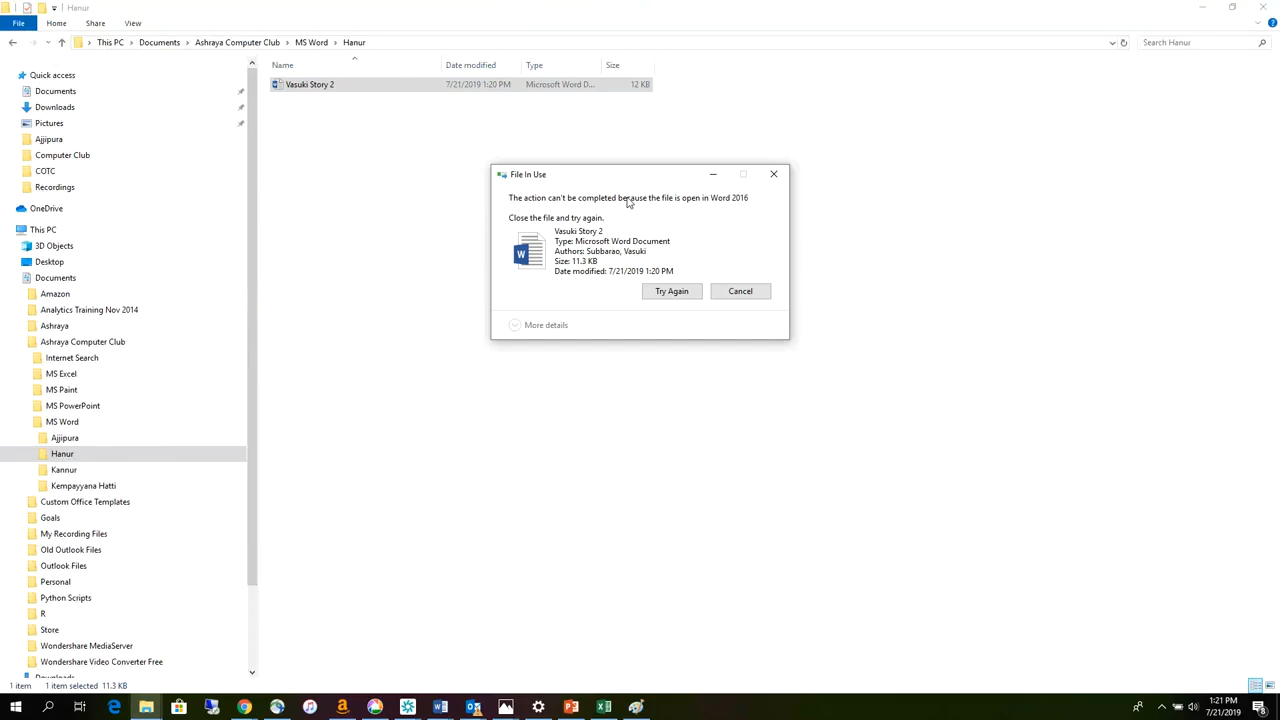 Hanur
File Home Share View
This PC Documents Ashraya Computer Club MS Word Hanur Search Hanur
Name Date modified Type Size
Vasuki Story 2 7/21/2019 1:20 PM Microsoft Word D... 12 KB
Quick access
Documents
Downloads
Pictures
Ajjipura
Computer Club
COTC
Recordings
OneDrive
This PC
3D Objects
Desktop
Documents
Amazon
Analytics Training Nov 2014
Ashraya
Ashraya Computer Club
Internet Search
MS Excel
MS Paint
MS PowerPoint
MS Word
Ajjipura
Hanur
Kannur
Kempayyana Hatti
Custom Office Templates
Goals
My Recording Files
Old Outlook Files
Outlook Files
Personal
Python Scripts
R
Store
Wondershare MediaServer
Wondershare Video Converter Free
Downloads
File In Use
The action can't be completed because the file is open in Word 2016
Close the file and try again.
Vasuki Story 2
Type: Microsoft Word Document
Authors: Subbarao, Vasuki
Size: 11.3 KB
Date modified: 7/21/2019 1:20 PM
Try Again Cancel
More details
1 item 1 item selected 11.3 KB
1:21 PM
7/21/2019